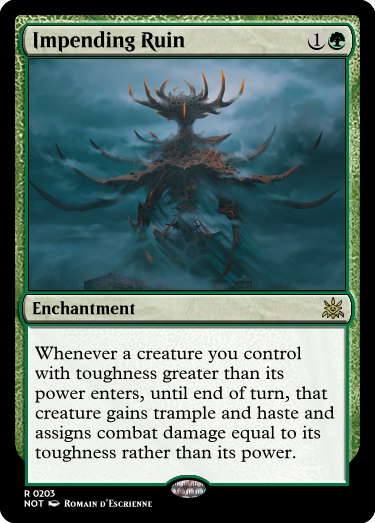 Impending Ruin 1
Enchantment
Whenever a creature you control
with toughness greater than its
power enters, until end of turn, that
creature gains trample and haste and
assigns combat damage equal to its
toughness rather than its power.
R 0203
NOT Romain d'Escrienne